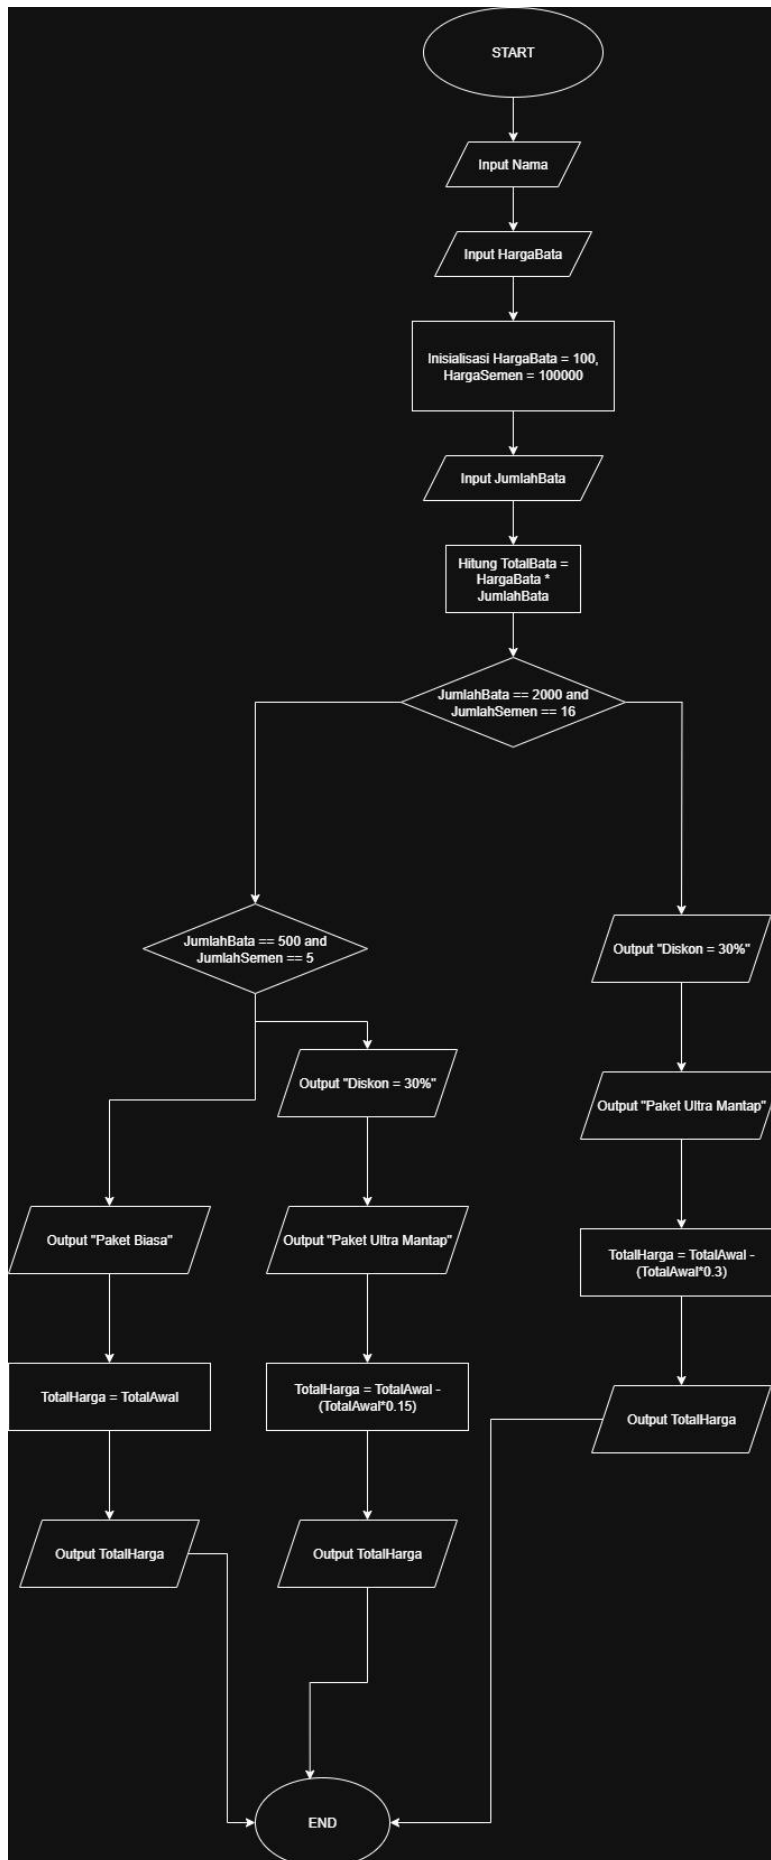 START
Input Nama
Input HargaBata
Inisialisasi HargaBata = 100,
HargaSemen = 100000
Input JumlahBata
Hitung TotalBata =
HargaBata *
JumlahBata
JumlahBata == 2000 and
JumlahSemen == 16
JumlahBata == 500 and
JumlahSemen == 5
Output "Diskon = 30%"
Output "Diskon = 30%"
Output "Paket Ultra Mantap"
Output "Paket Biasa"
Output "Paket Ultra Mantap"
TotalHarga = TotalAwal -
(TotalAwal*0.3)
TotalHarga = TotalAwal
TotalHarga = TotalAwal -
(TotalAwal*0.15)
Output TotalHarga
Output TotalHarga
Output TotalHarga
END